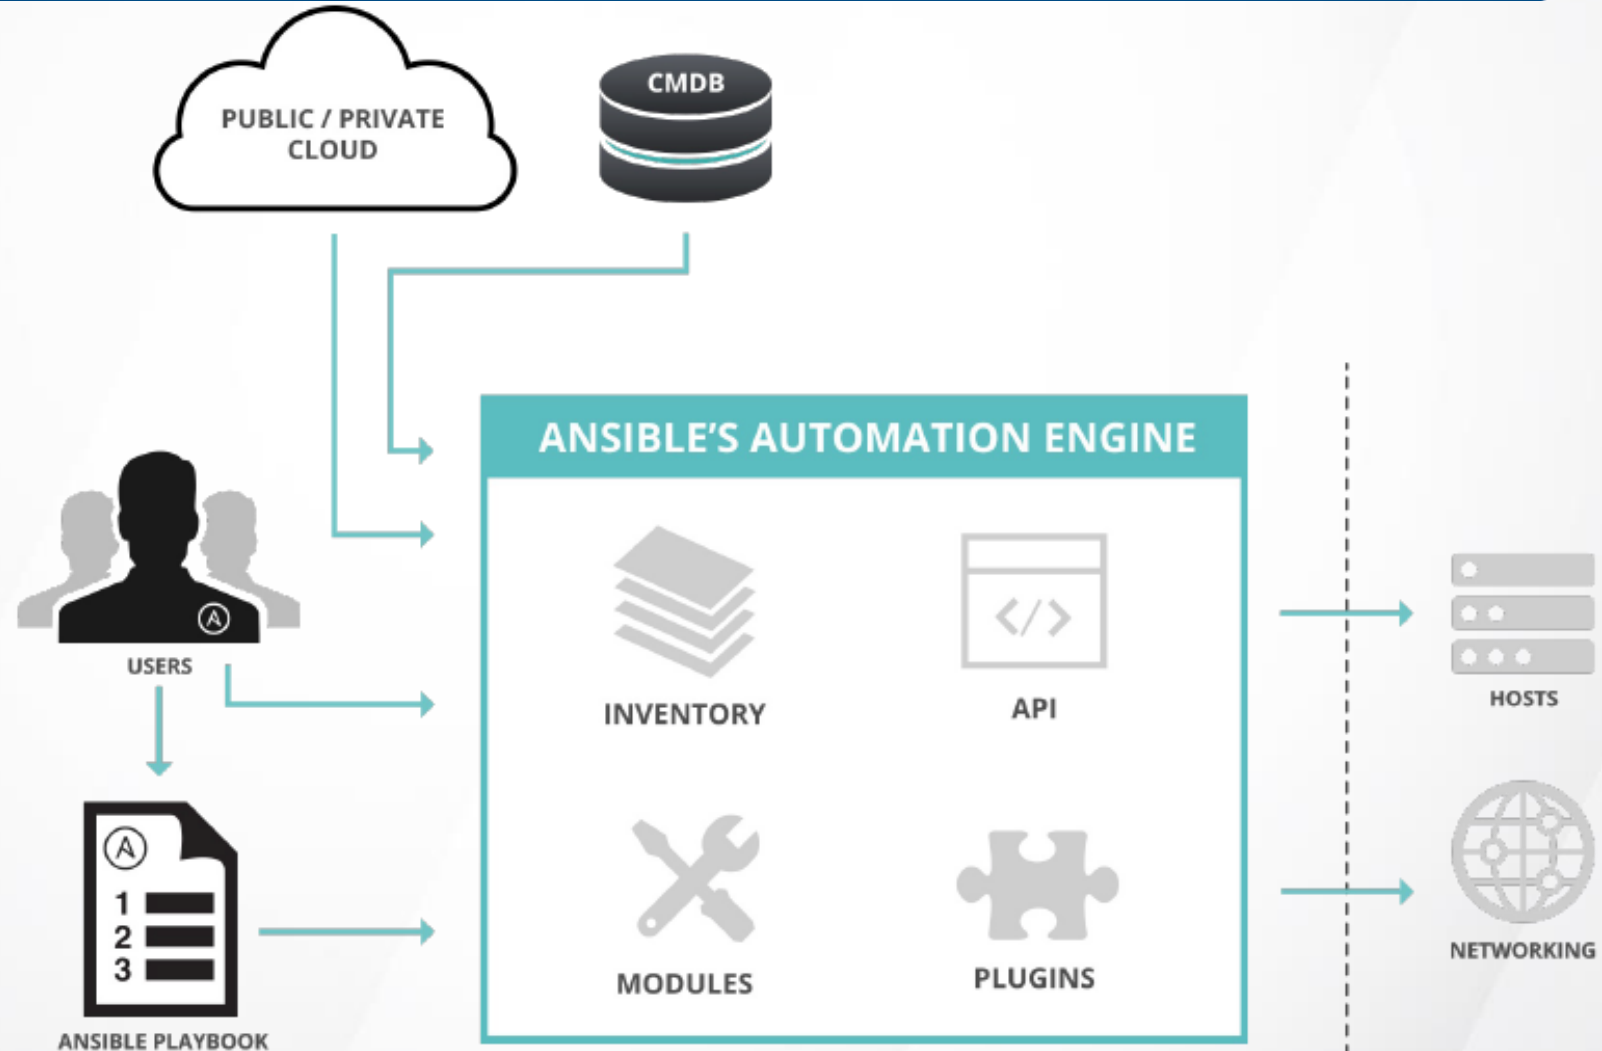 PUBLIC / PRIVATE
CLOUD
CMDB
ANSIBLE'S AUTOMATION ENGINE
USERS
INVENTORY
API
HOSTS
1
2
3
MODULES
PLUGINS
NETWORKING
ANSIBLE PLAYBOOK